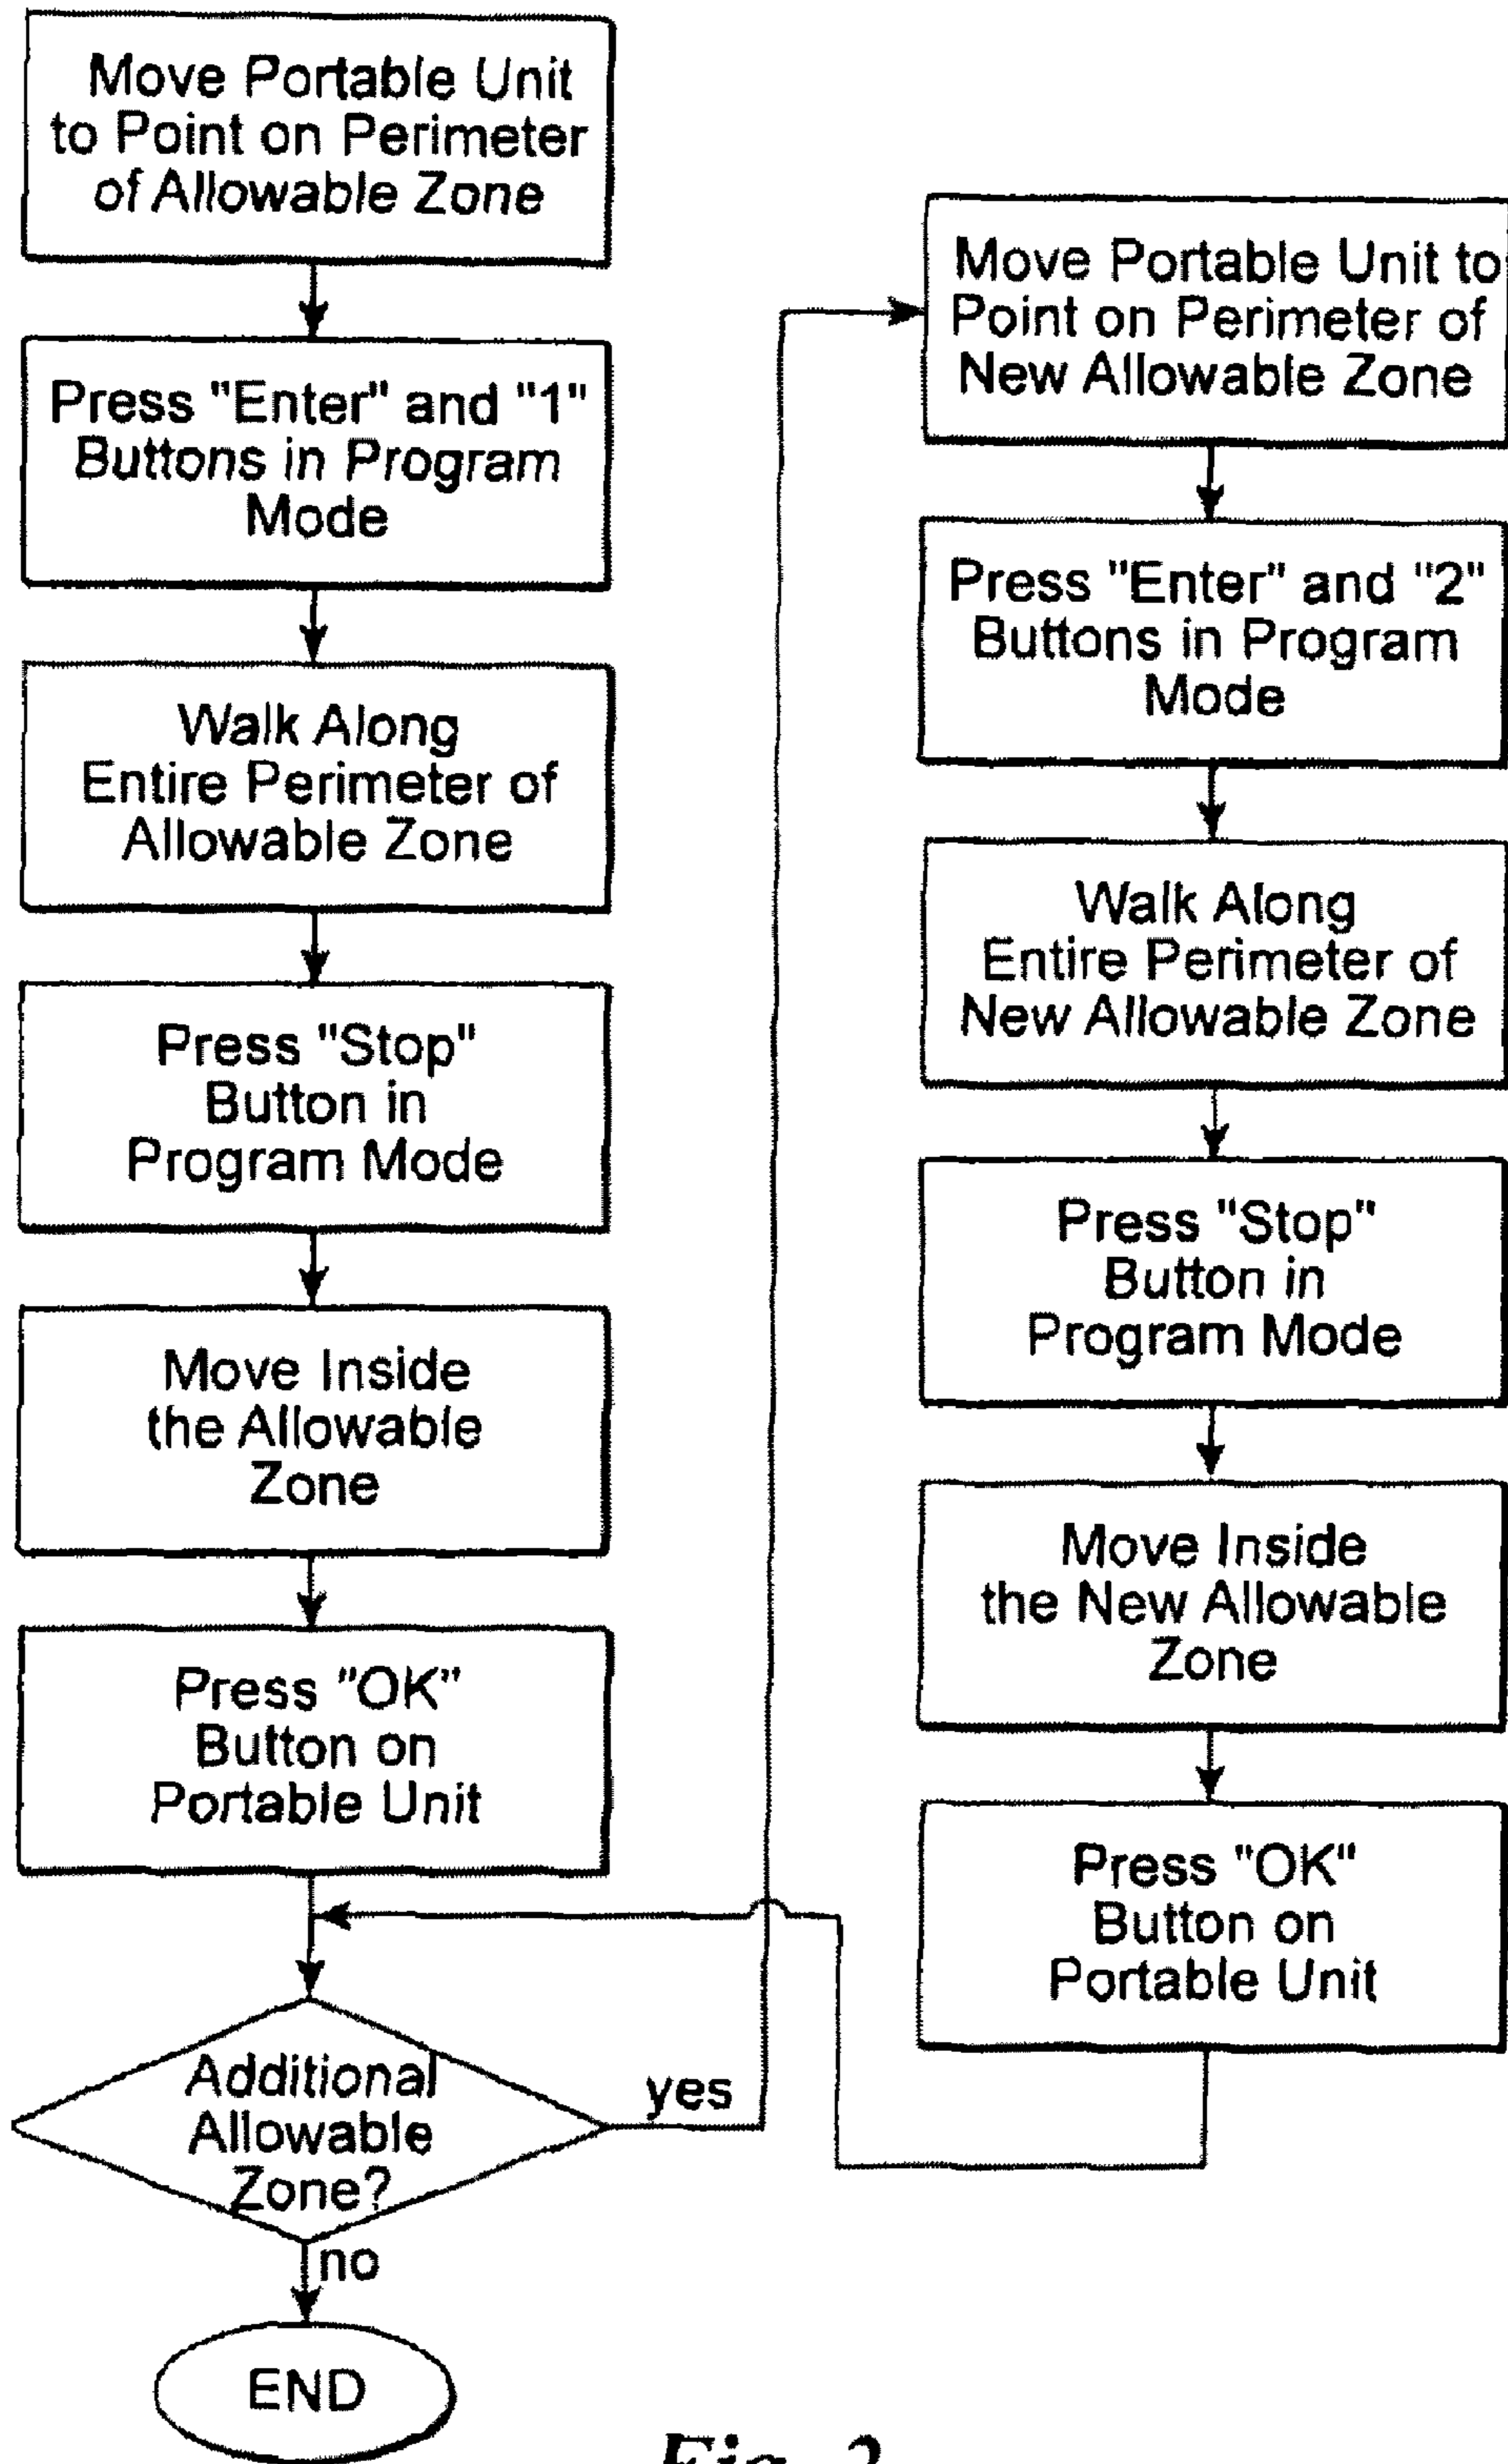 Move Portable Unit
to Point on Perimeter
of Allowable Zone
Press "Enter" and "1"
Buttons in Program
Mode
Walk Along
Entire Perimeter of
Allowable Zone
Press "Stop"
Button in
Program Mode
Move Inside
the Allowable
Zone
Press "OK"
Button on
Portable Unit
Additional
Allowable
Zone?
yes
no
END
Move Portable Unit to
Point on Perimeter of
New Allowable Zone
Press "Enter" and "2"
Buttons in Program
Mode
Walk Along
Entire Perimeter of
New Allowable Zone
Press "Stop"
Button in
Program Mode
Move Inside
the New Allowable
Zone
Press "OK"
Button on
Portable Unit
Fig. 2